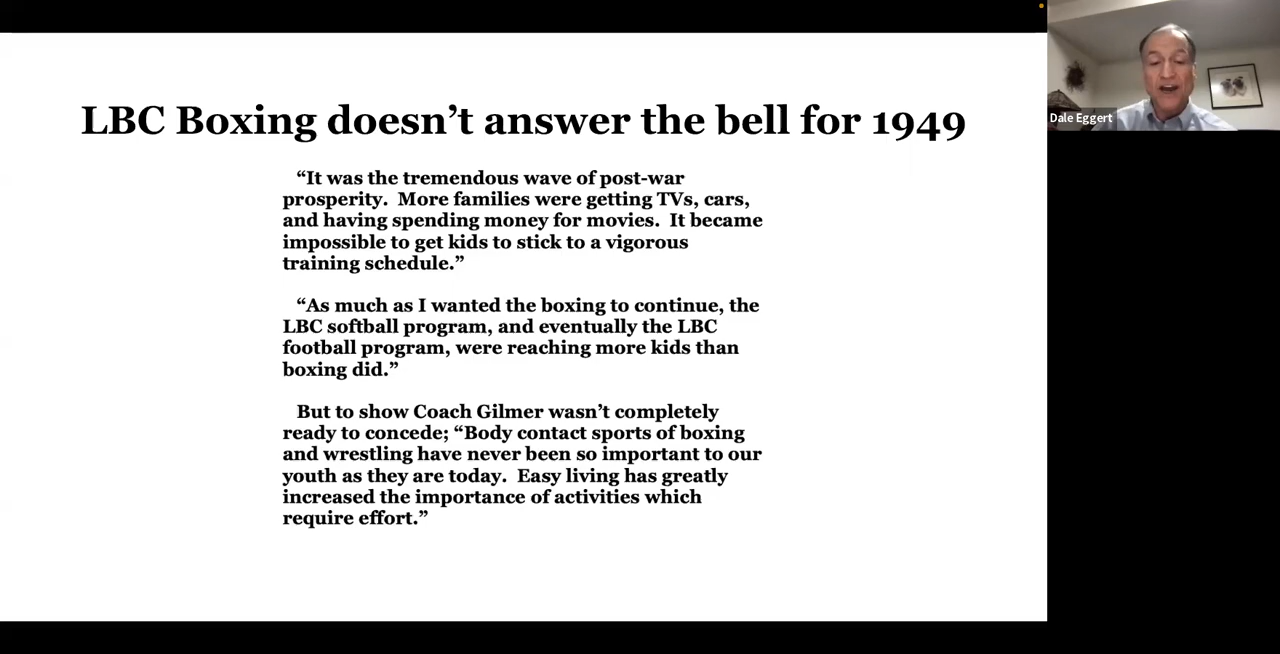 LBC Boxing doesn’t answer the bell for 1949
Dale Eggert
“It was the tremendous wave of post-war
prosperity.  More families were getting TVs, cars,
and having spending money for movies.  It became
impossible to get kids to stick to a vigorous
training schedule.”
“As much as I wanted the boxing to continue, the
LBC softball program, and eventually the LBC
football program, were reaching more kids than
boxing did.”
But to show Coach Gilmer wasn’t completely
ready to concede; “Body contact sports of boxing
and wrestling have never been so important to our
youth as they are today.  Easy living has greatly
increased the importance of activities which
require effort.”